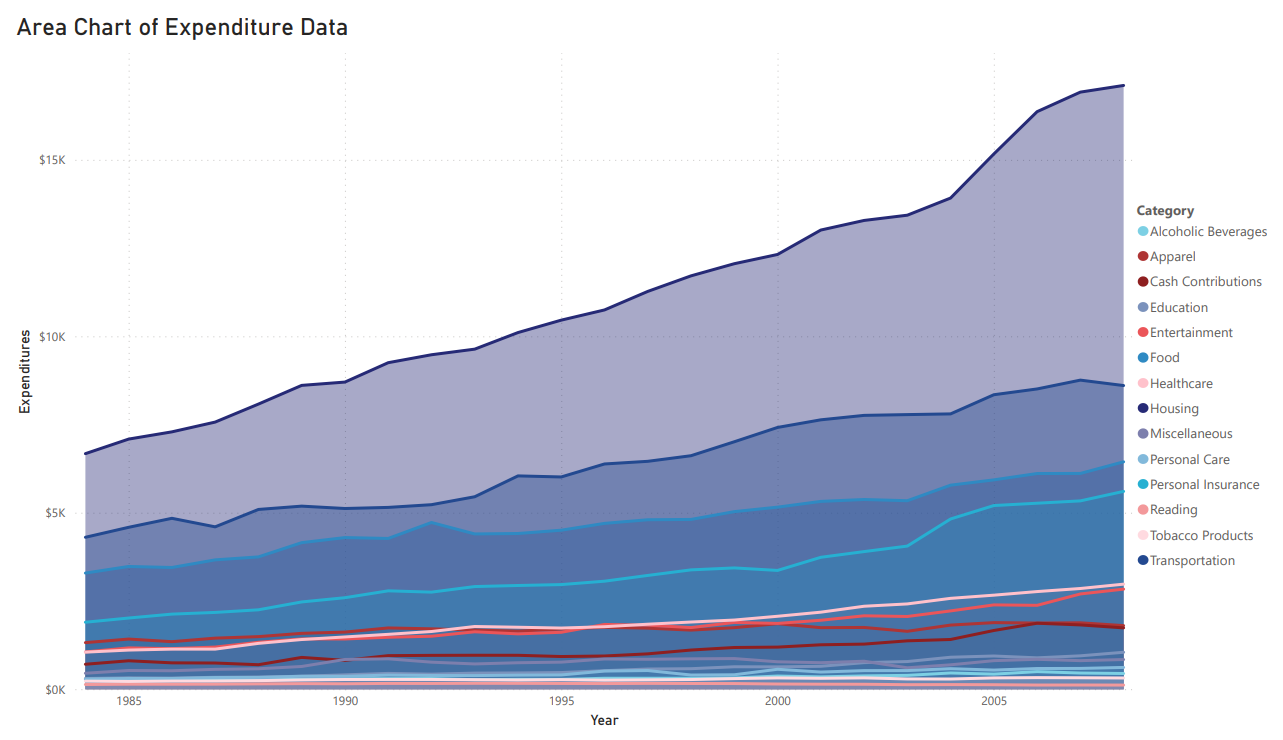 Area Chart of Expenditure Data
$15K
$10K
$5K
$0K
Expenditures
1985
1990
1995
2000
2005
Year
Category
Alcoholic Beverages
Apparel
Cash Contributions
Education
Entertainment
Food
Healthcare
Housing
Miscellaneous
Personal Care
Personal Insurance
Reading
Tobacco Products
Transportation